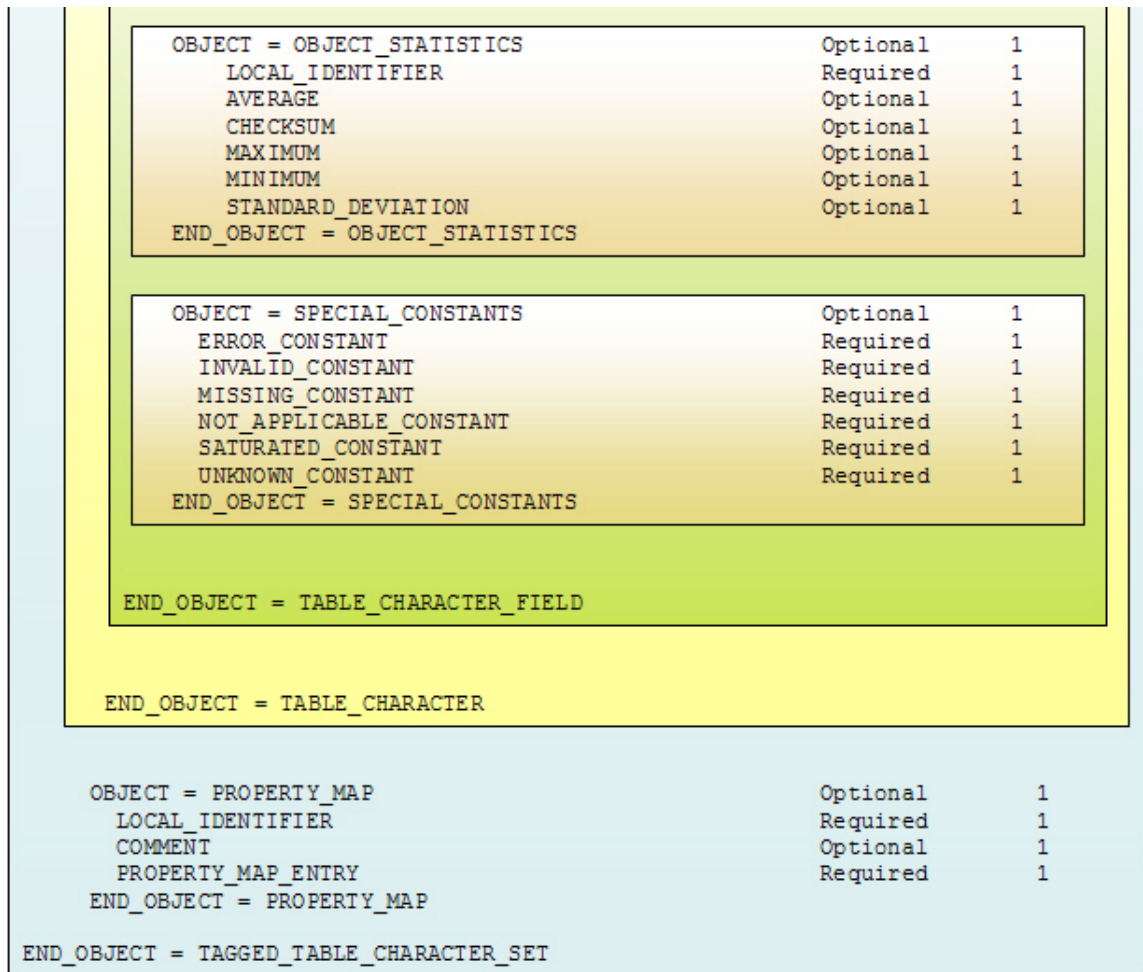 OBJECT = OBJECT_STATISTICS Optional 1
LOCAL_IDENTIFIER Required 1
AVERAGE Optional 1
CHECKSUM Optional 1
MAXIMUM Optional 1
MINIMUM Optional 1
STANDARD_DEVIATION Optional 1
END_OBJECT = OBJECT_STATISTICS
OBJECT = SPECIAL_CONSTANTS Optional 1
ERROR_CONSTANT Required 1
INVALID_CONSTANT Required 1
MISSING_CONSTANT Required 1
NOT_APPLICABLE_CONSTANT Required 1
SATURATED_CONSTANT Required 1
UNKNOWN_CONSTANT Required 1
END_OBJECT = SPECIAL_CONSTANTS
END_OBJECT = TABLE_CHARACTER_FIELD
END_OBJECT = TABLE_CHARACTER
OBJECT = PROPERTY_MAP Optional 1
LOCAL_IDENTIFIER Required 1
COMMENT Optional 1
PROPERTY_MAP_ENTRY Required 1
END_OBJECT = PROPERTY_MAP
END_OBJECT = TAGGED_TABLE_CHARACTER_SET